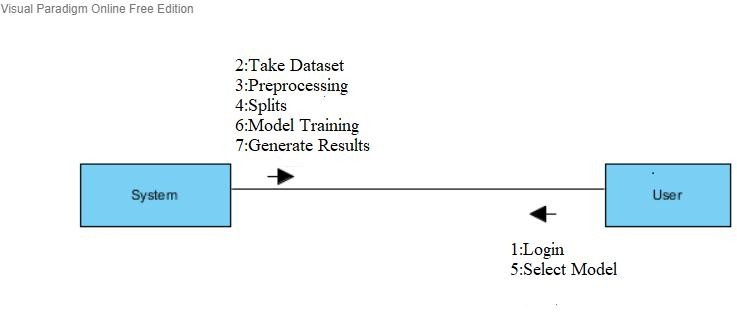 Visual Paradigm Online Free Edition
2:Take Dataset
3:Preprocessing
4:Splits
6:Model Training
7:Generate Results
System
User
1:Login
5:Select Model